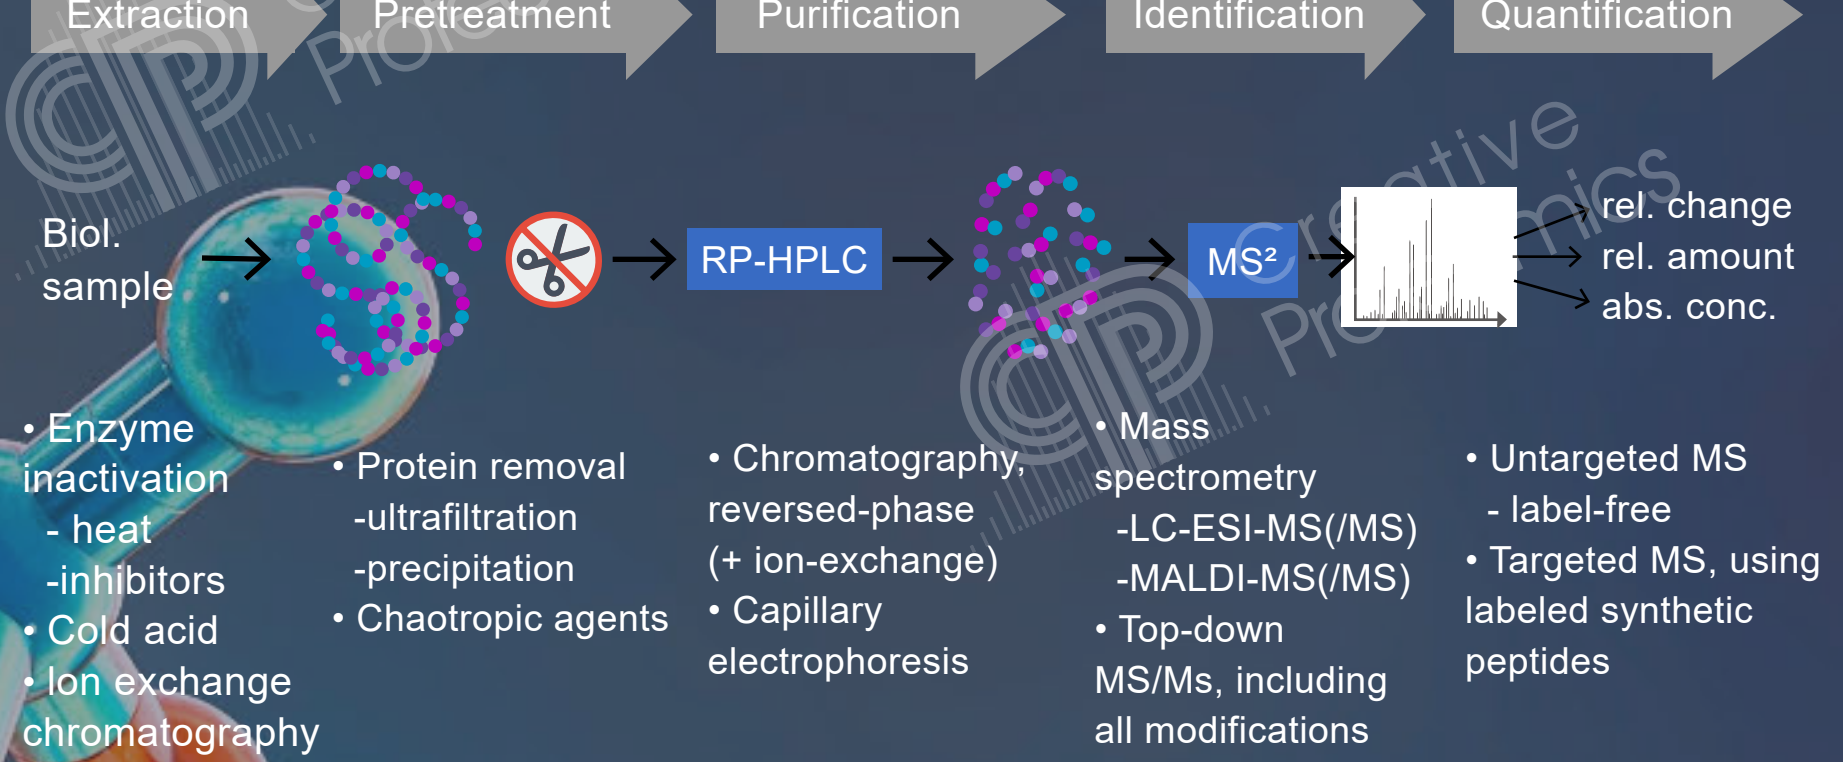 Extraction
Pretreatment
Purification
Identification
Quantification
Biol.
sample
RP-HPLC
MS²
rel. change
rel. amount
abs. conc.
• Enzyme
inactivation
- heat
-inhibitors
• Cold acid
• Ion exchange
chromatography
• Protein removal
-ultrafiltration
-precipitation
• Chaotropic agents
• Chromatography,
reversed-phase
(+ ion-exchange)
• Capillary
electrophoresis
• Mass
spectrometry
-LC-ESI-MS(/MS)
-MALDI-MS(/MS)
• Top-down
MS/Ms, including
all modifications
• Untargeted MS
- label-free
• Targeted MS, using
labeled synthetic
peptides
Creative
Proteomics